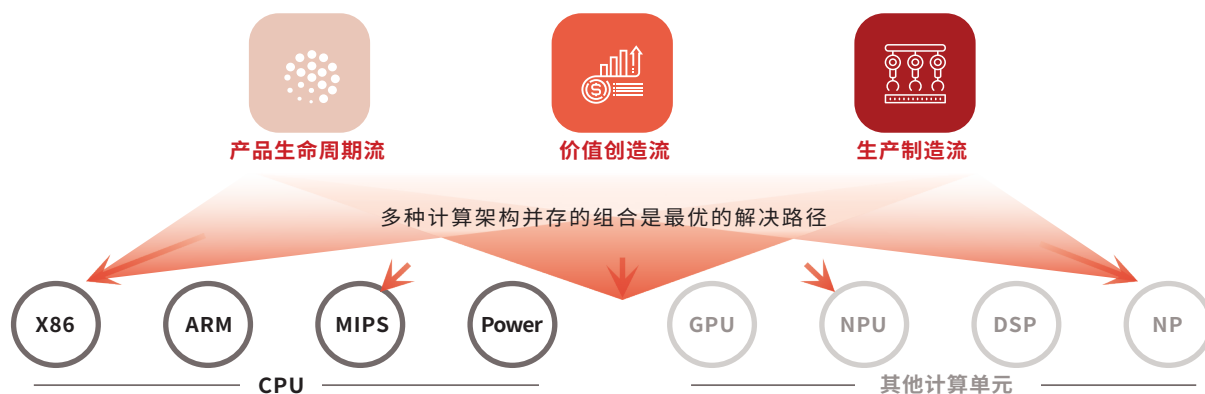 产品生命周期流
价值创造流
生产制造流
多种计算架构并存的组合是最优的解决路径
X86
ARM
MIPS
Power
GPU
NPU
DSP
NP
CPU
其他计算单元